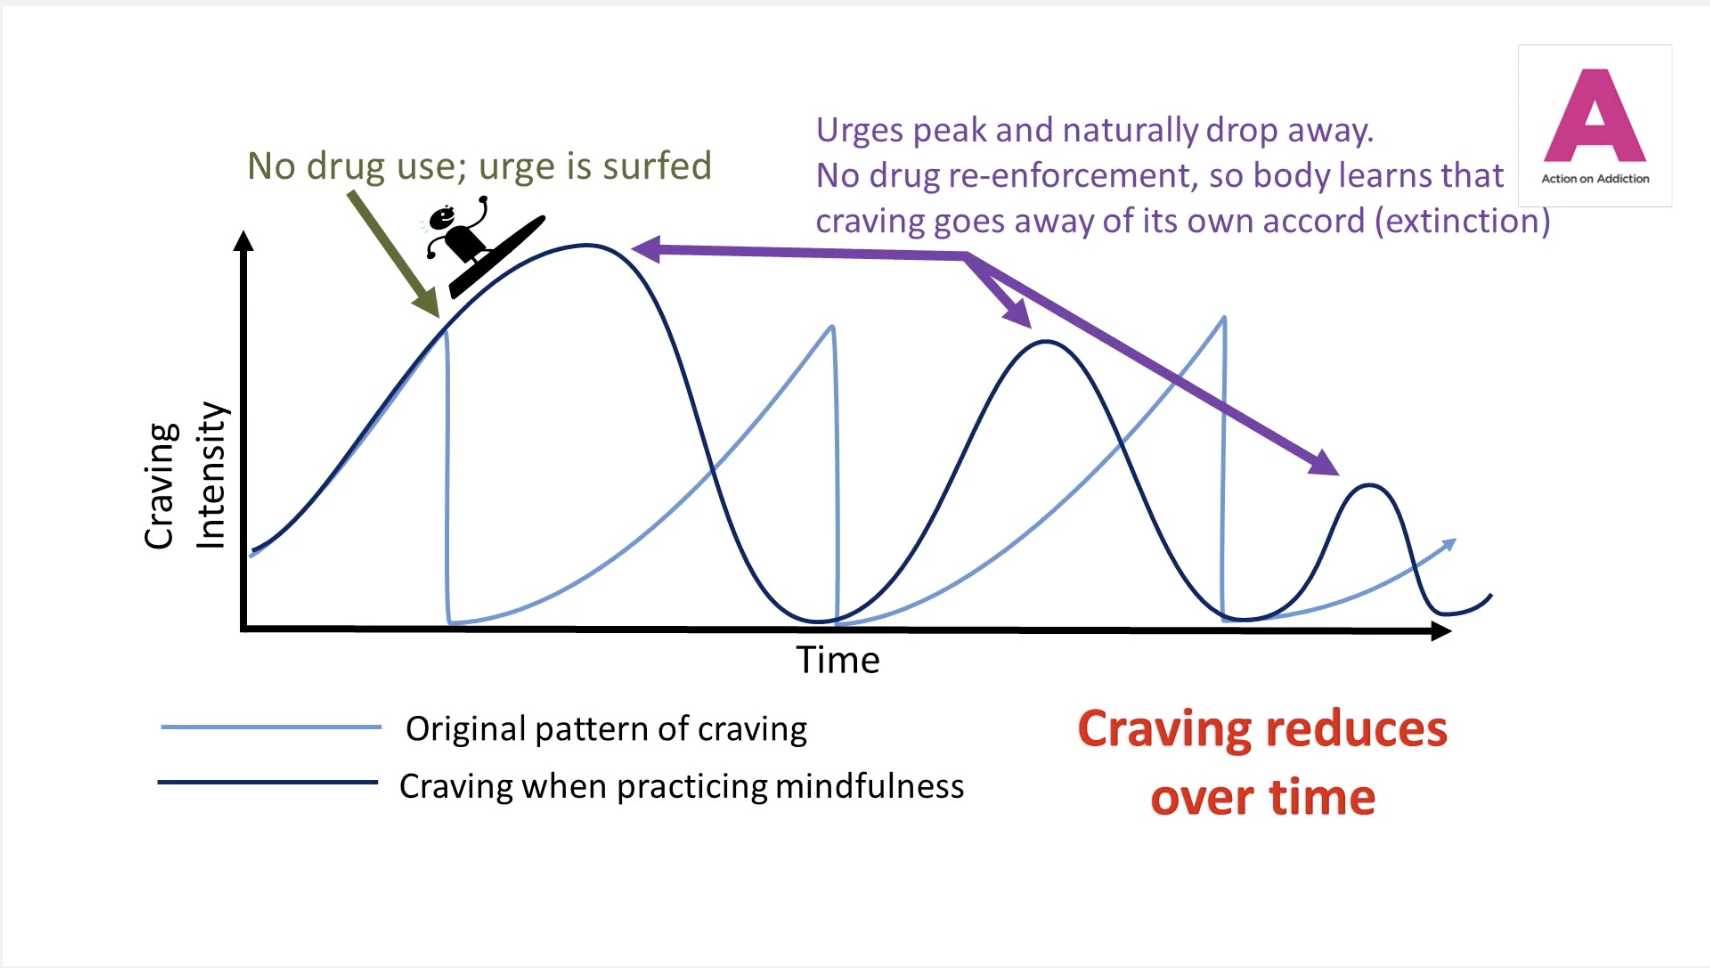 A
Action on Addiction
Urges peak and naturally drop away.
No drug re-enforcement, so body learns that
craving goes away of its own accord (extinction)
No drug use; urge is surfed
Craving
Intensity
Time
Original pattern of craving
Craving when practicing mindfulness
Craving reduces
over time